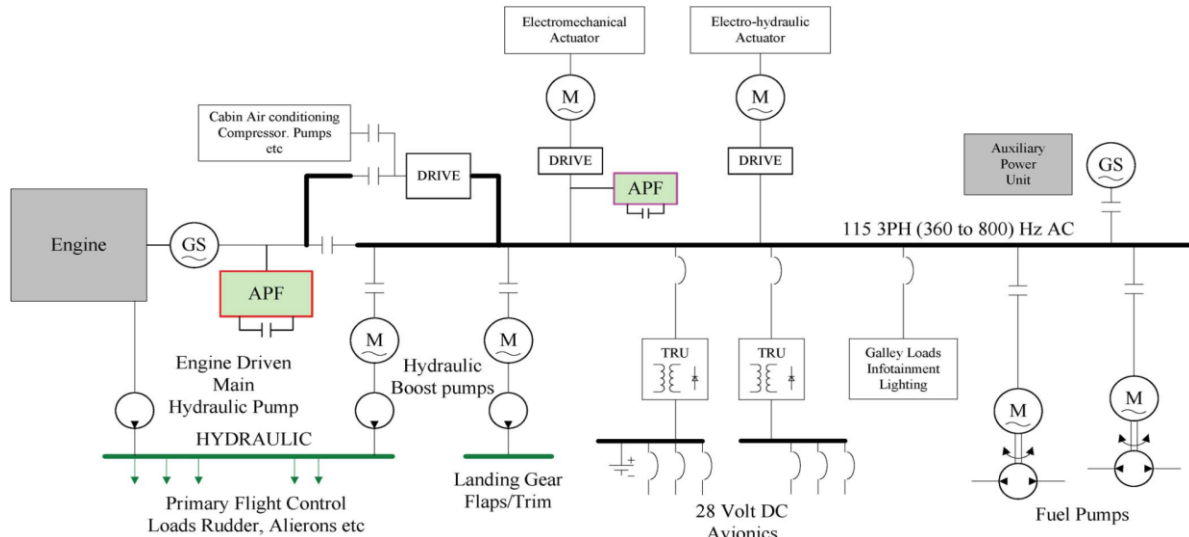 Electromechanical
Actuator
Electro-hydraulic
Actuator
M
M
Cabin Air conditioning
Compressor. Pumps
etc
DRIVE
DRIVE
DRIVE
APF
Auxiliary
Power
Unit
GS
Engine
GS
115 3PH (360 to 800) Hz AC
APF
M
M
Hydraulic
Boost pumps
TRU
TRU
Galley Loads
Infotainment
Lighting
Engine Driven
Main
Hydraulic Pump
M
M
HYDRAULIC
+
−
Primary Flight Control
Loads Rudder, Alierons etc
Landing Gear
Flaps/Trim
28 Volt DC
Avionics
Fuel Pumps